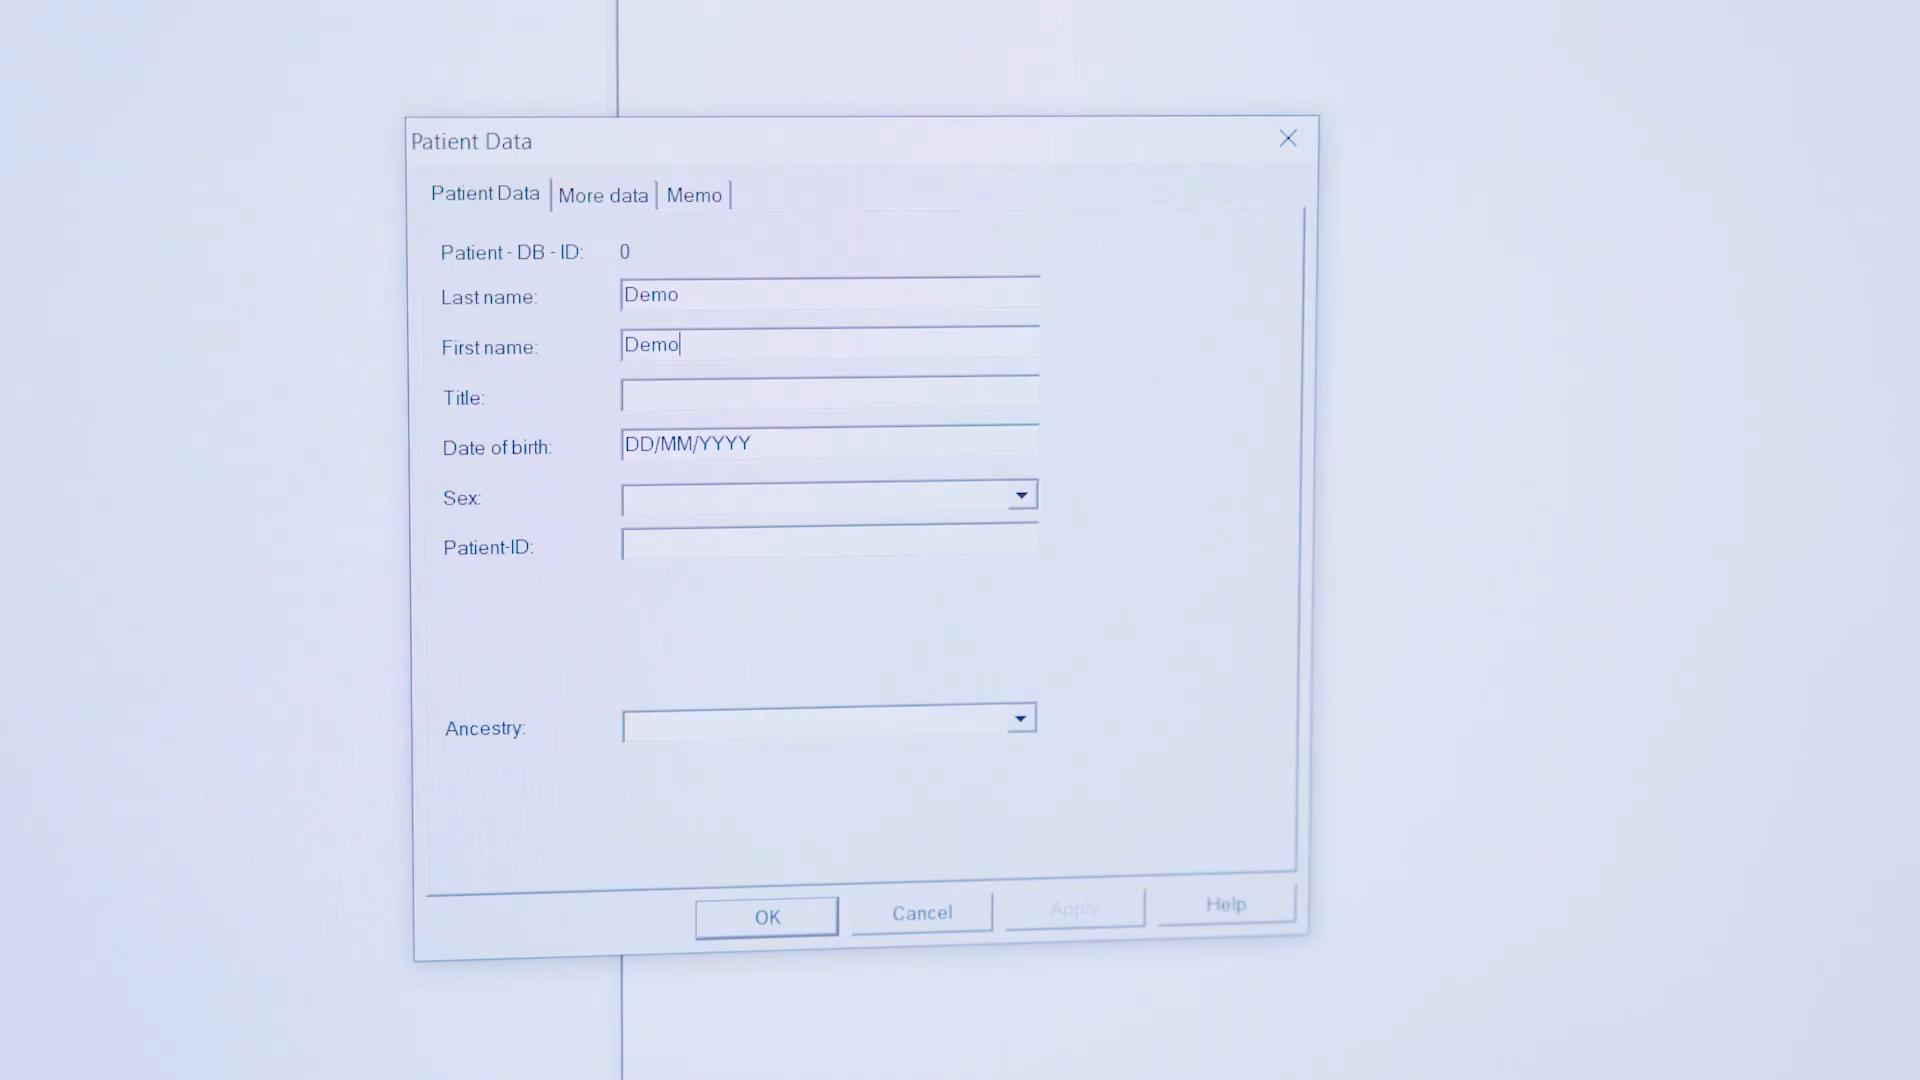 Patient Data
Patient Data More data Memo
Patient - DB - ID: 0
Last name: Demo
First name: Demo
Title:
Date of birth: DD/MM/YYYY
Sex:
Patient-ID:
Ancestry:
OK Cancel Apply Help